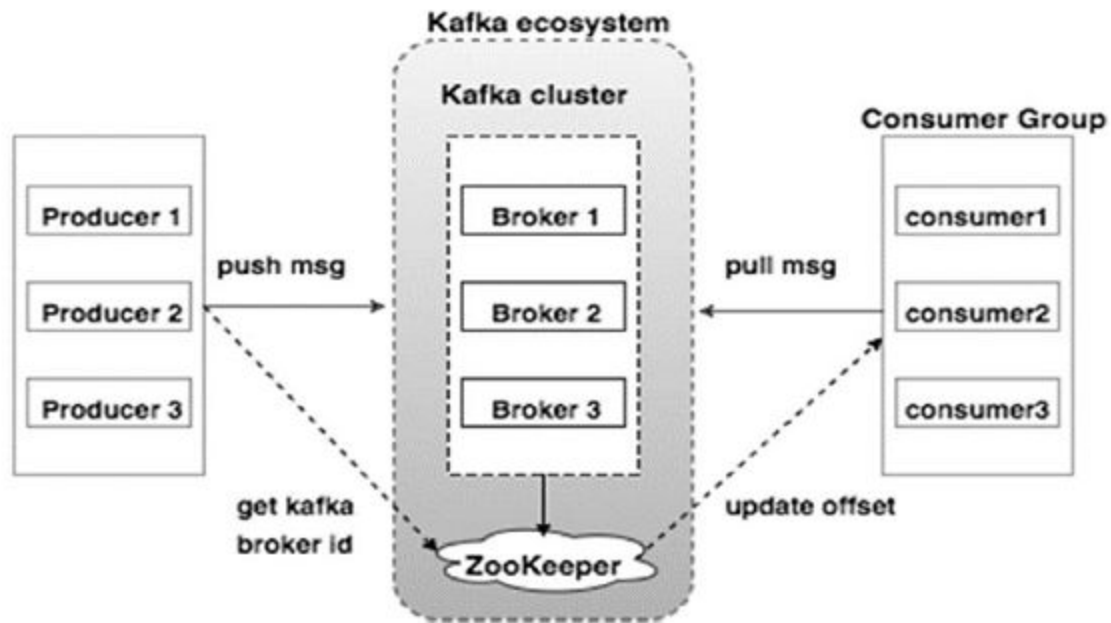 Kafka ecosystem
Kafka cluster
Consumer Group
Producer 1
Producer 2
Producer 3
push msg
Broker 1
Broker 2
Broker 3
pull msg
consumer1
consumer2
consumer3
get kafka
broker id
ZooKeeper
update offset